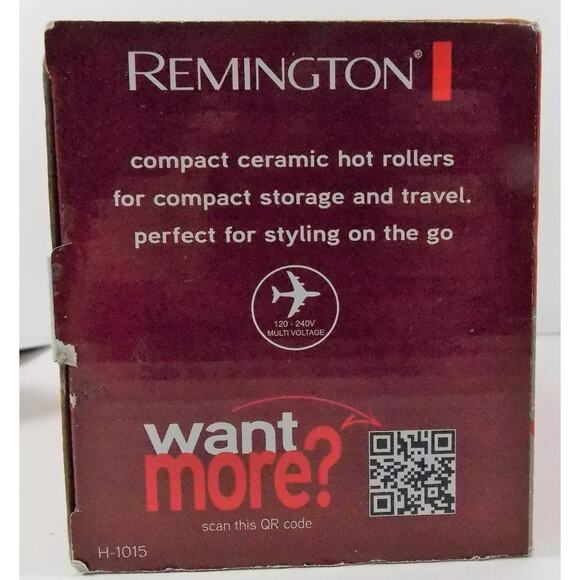 REMINGTON®
compact ceramic hot rollers
for compact storage and travel.
perfect for styling on the go
120 - 240V
MULTI VOLTAGE
want
more?
scan this QR code
H-1015